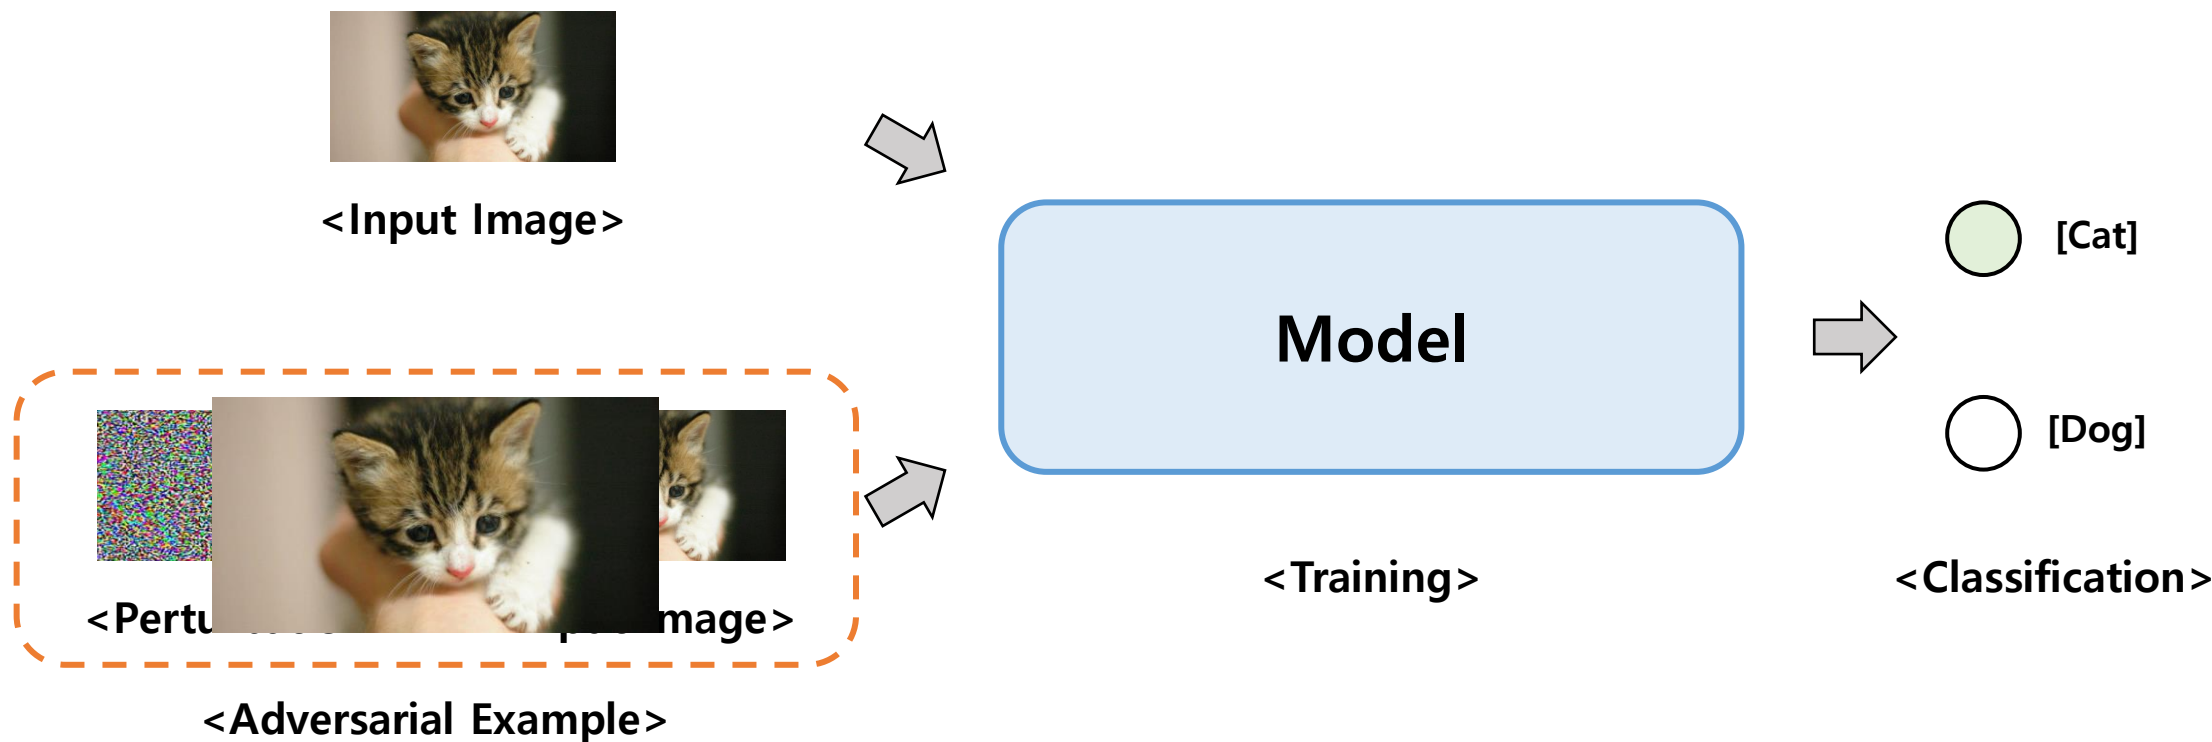 <Input Image>
[Cat]
Model
[Dog]
<Training>
<Classification>
<Pertu mage>
<Adversarial Example>